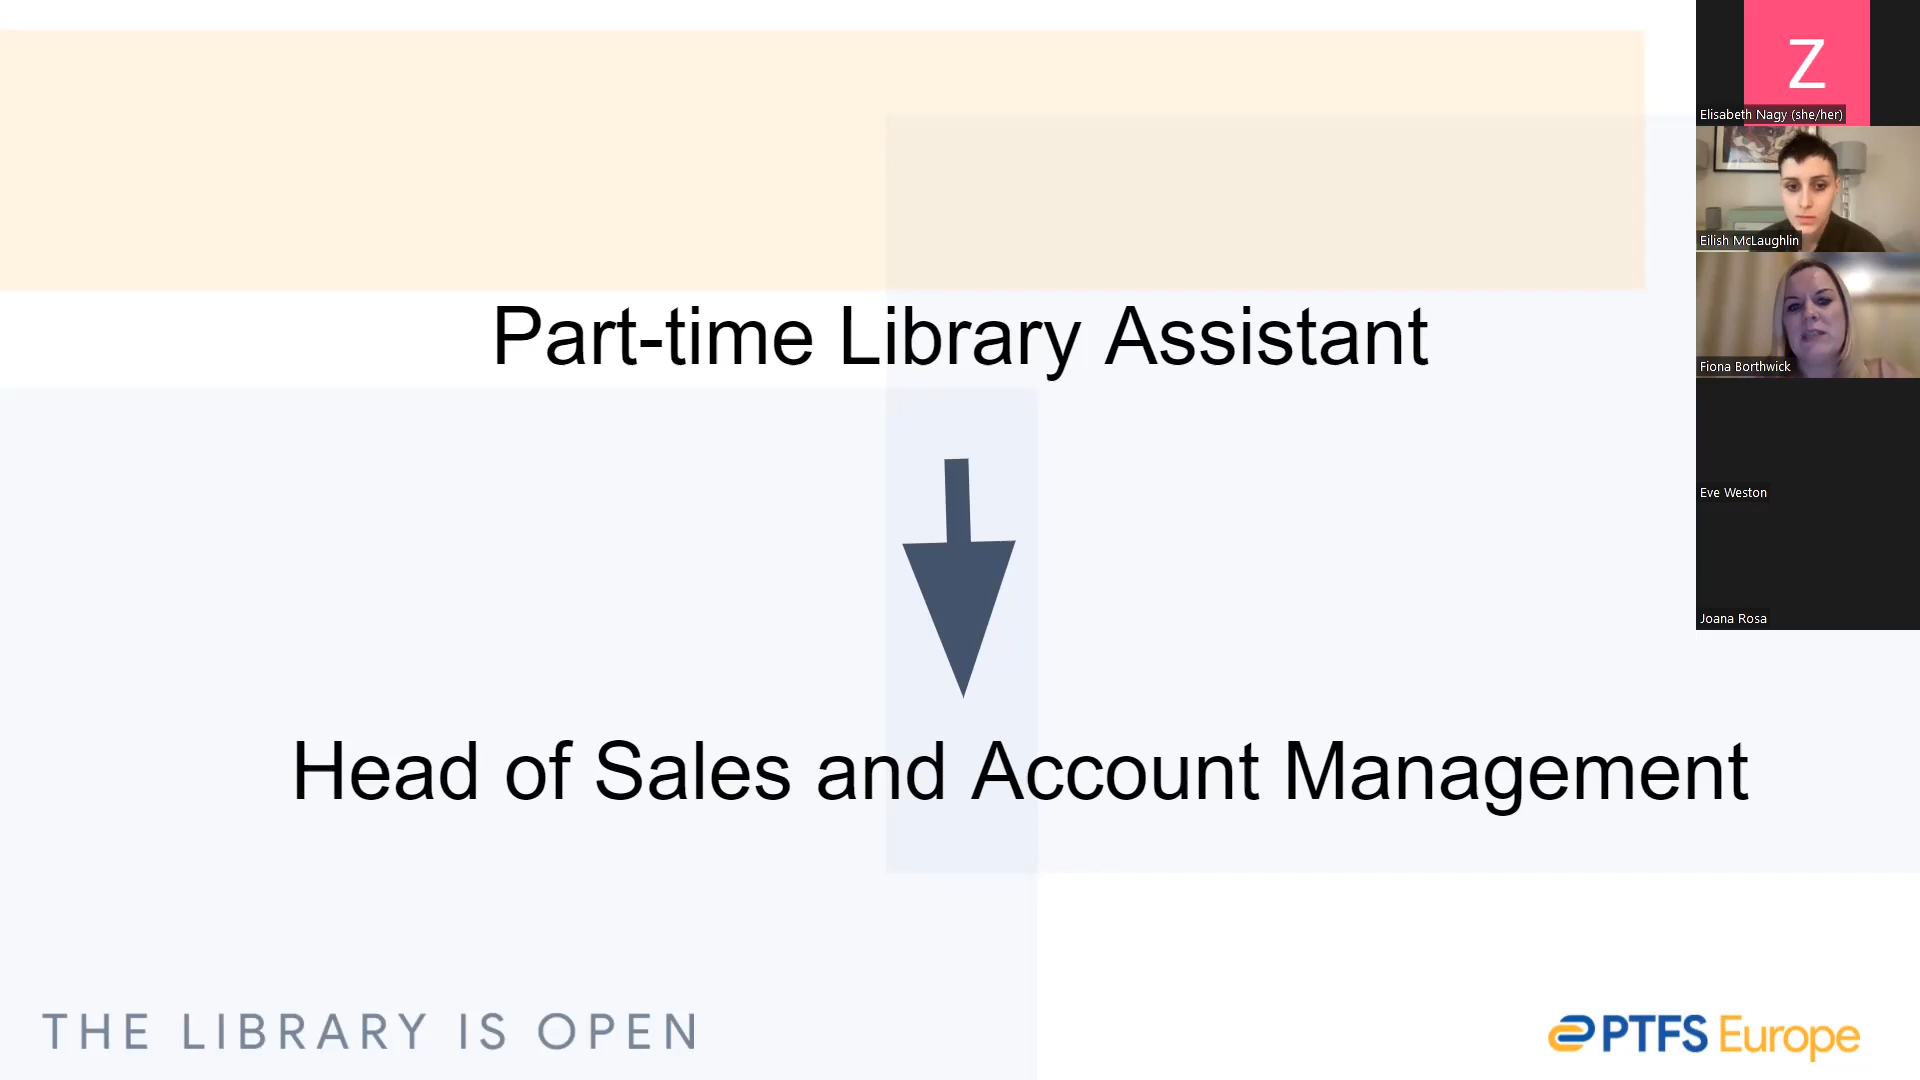 Part-time Library Assistant
Head of Sales and Account Management
THE LIBRARY IS OPEN
PTFS Europe
Z
Elisabeth Nagy (she/her)
Eilish McLaughlin
Fiona Borthwick
Eve Weston
Joana Rosa